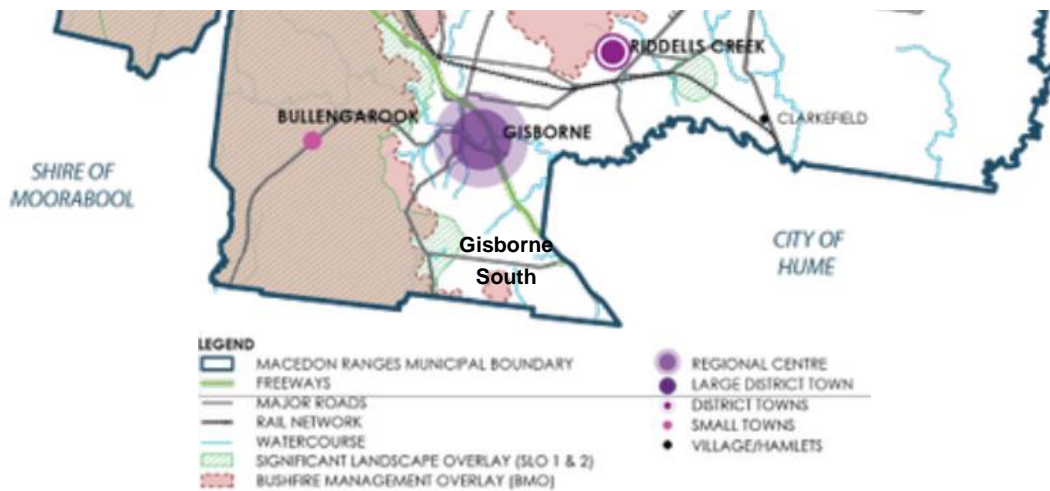 RIDDELLS CREEK
BULLENGAROOK
GISBORNE
CLARKEFIELD
SHIRE OF
MOORABOOL
Gisborne
South
CITY OF
HUME
LEGEND
MACEDON RANGES MUNICIPAL BOUNDARY
FREEWAYS
MAJOR ROADS
RAIL NETWORK
WATERCOURSE
SIGNIFICANT LANDSCAPE OVERLAY (SLO 1 & 2)
BUSHFIRE MANAGEMENT OVERLAY (BMO)
REGIONAL CENTRE
LARGE DISTRICT TOWN
DISTRICT TOWNS
SMALL TOWNS
VILLAGE/HAMLETS